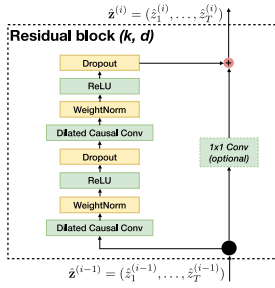 ẑ^(i) = (ẑ_1^(i), . . . , ẑ_T^(i))
Residual block (k, d)
Dropout
+
ReLU
WeightNorm
Dilated Causal Conv
Dropout
1x1 Conv
(optional)
ReLU
WeightNorm
Dilated Causal Conv
ẑ^(i−1) = (ẑ_1^(i−1), . . . , ẑ_T^(i−1))